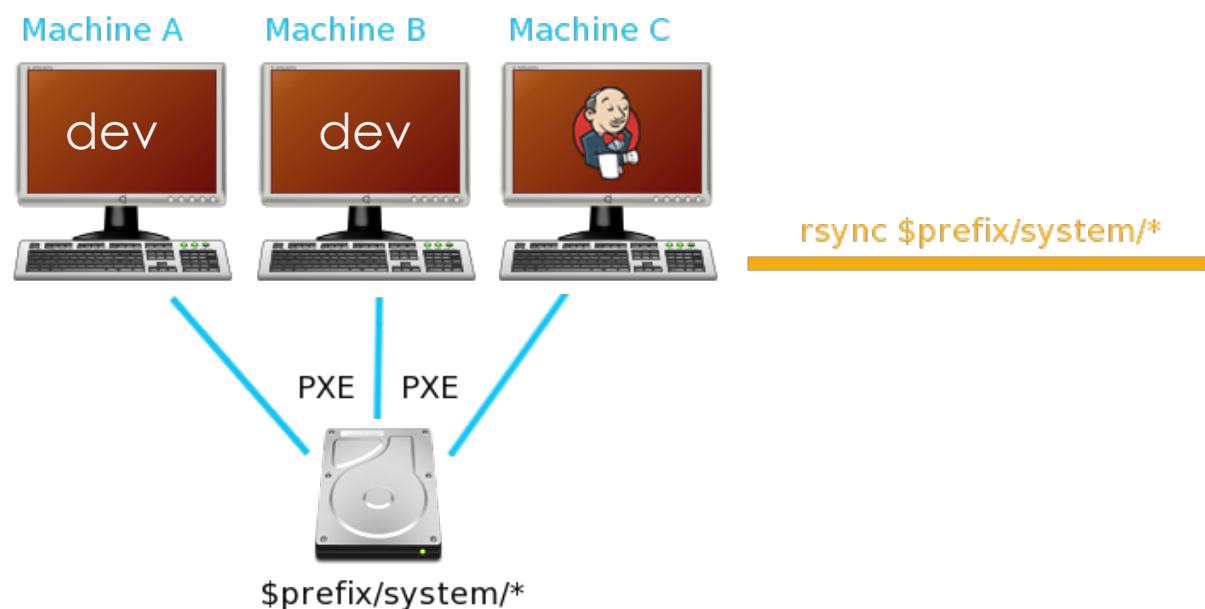 Machine A
Machine B
Machine C
dev
dev
rsync $prefix/system/*
PXE
PXE
$prefix/system/*